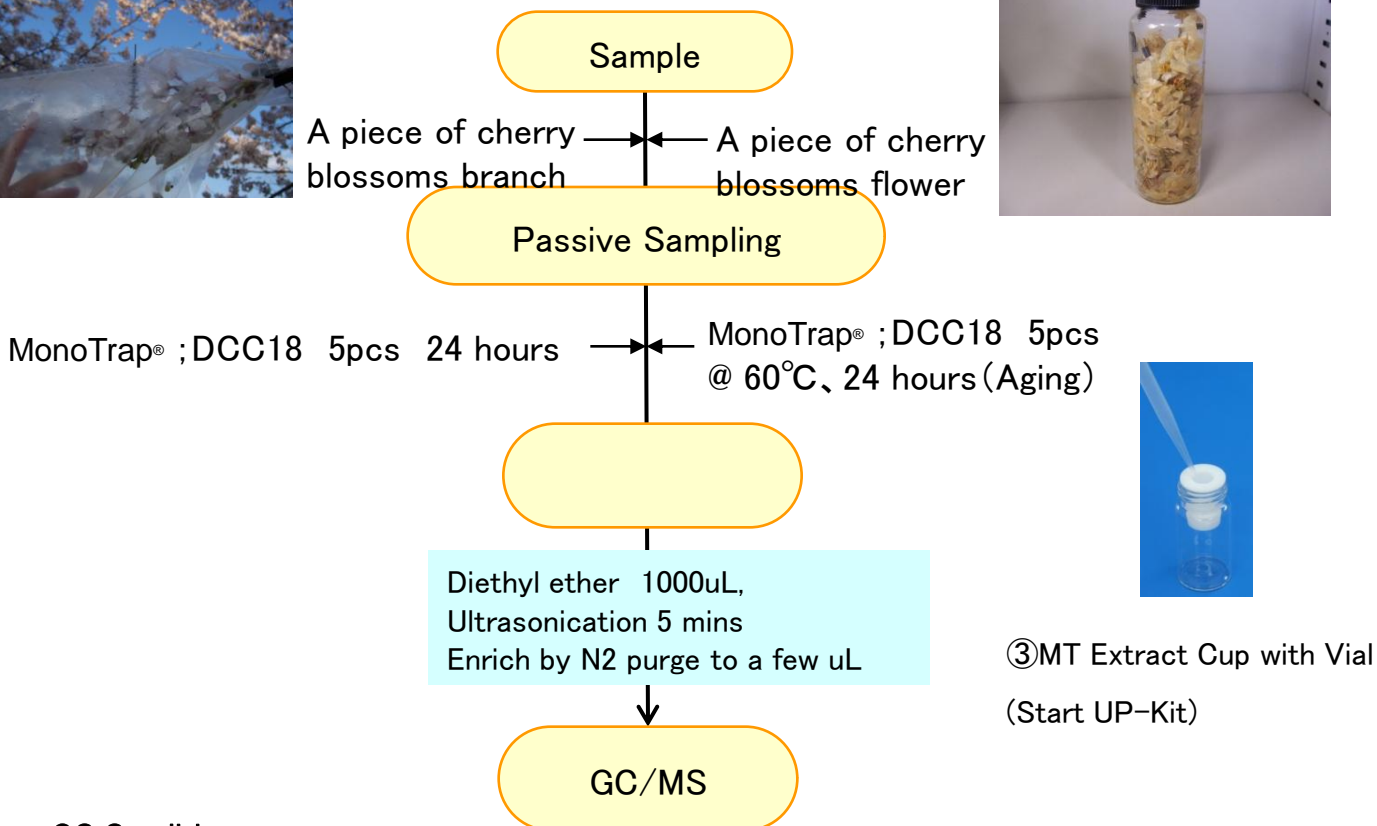 Sample
A piece of cherry
blossoms branch
A piece of cherry
blossoms flower
Passive Sampling
MonoTrap® ;DCC18 5pcs 24 hours
MonoTrap® ;DCC18 5pcs
@ 60℃、24 hours(Aging)
Diethyl ether 1000uL,
Ultrasonication 5 mins
Enrich by N2 purge to a few uL
③MT Extract Cup with Vial
(Start UP-Kit)
GC/MS